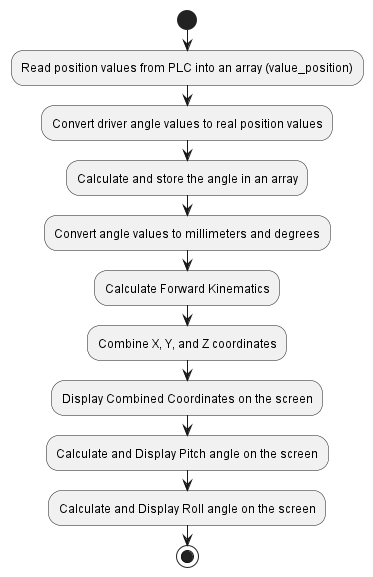 Read position values from PLC into an array (value_position)
Convert driver angle values to real position values
Calculate and store the angle in an array
Convert angle values to millimeters and degrees
Calculate Forward Kinematics
Combine X, Y, and Z coordinates
Display Combined Coordinates on the screen
Calculate and Display Pitch angle on the screen
Calculate and Display Roll angle on the screen